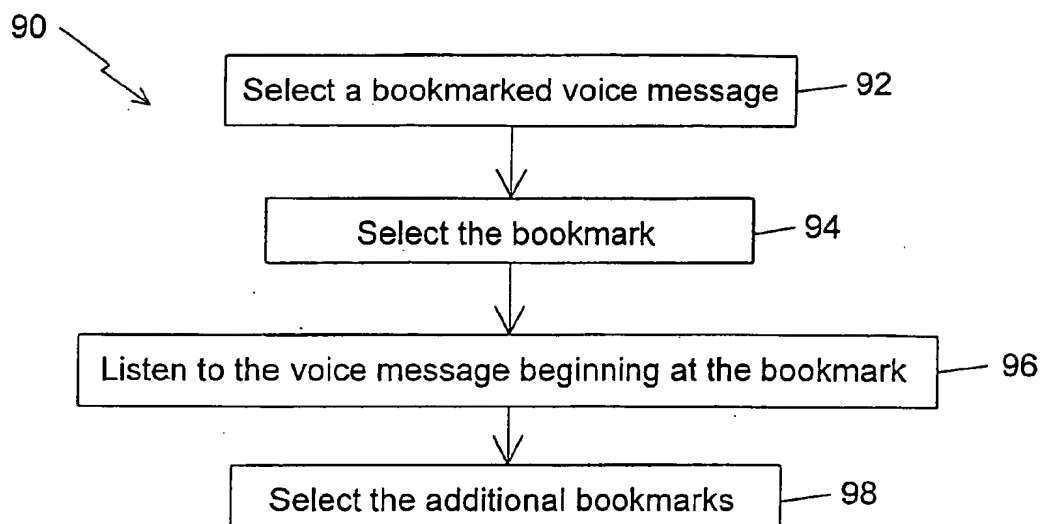 90
Select a bookmarked voice message 92
Select the bookmark 94
Listen to the voice message beginning at the bookmark 96
Select the additional bookmarks 98